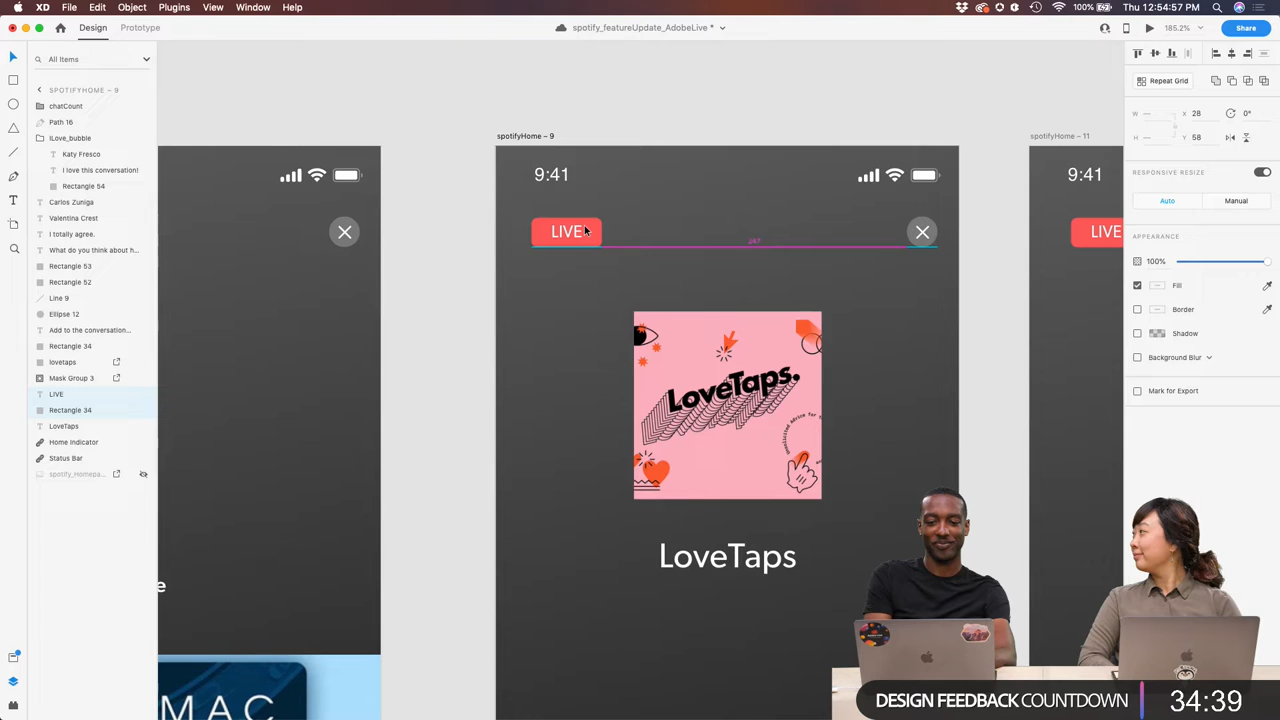 XD File Edit Object Plugins View Window Help
100% Thu 12:54:57 PM
Design Prototype
spotify_featureUpdate_AdobeLive *
185.2%
Share
All Items
SPOTIFYHOME – 9
chatCount
Path 16
ILove_bubble
Katy Fresco
I love this conversation!
Rectangle 54
Carlos Zuniga
Valentina Crest
I totally agree.
What do you think about h...
Rectangle 53
Rectangle 52
Line 9
Ellipse 12
Add to the conversation...
Rectangle 34
lovetaps
Mask Group 3
LIVE
Rectangle 34
LoveTaps
Home Indicator
Status Bar
spotify_Homepa...
e
MAC
spotifyHome – 9
9:41
LIVE
247
LoveTaps.
LoveTaps
spotifyHome – 11
9:41
LIVE
Repeat Grid
W X 28 0°
H Y 58
RESPONSIVE RESIZE
Auto Manual
APPEARANCE
100%
Fill
Border
Shadow
Background Blur
Mark for Export
DESIGN FEEDBACK COUNTDOWN 34:39